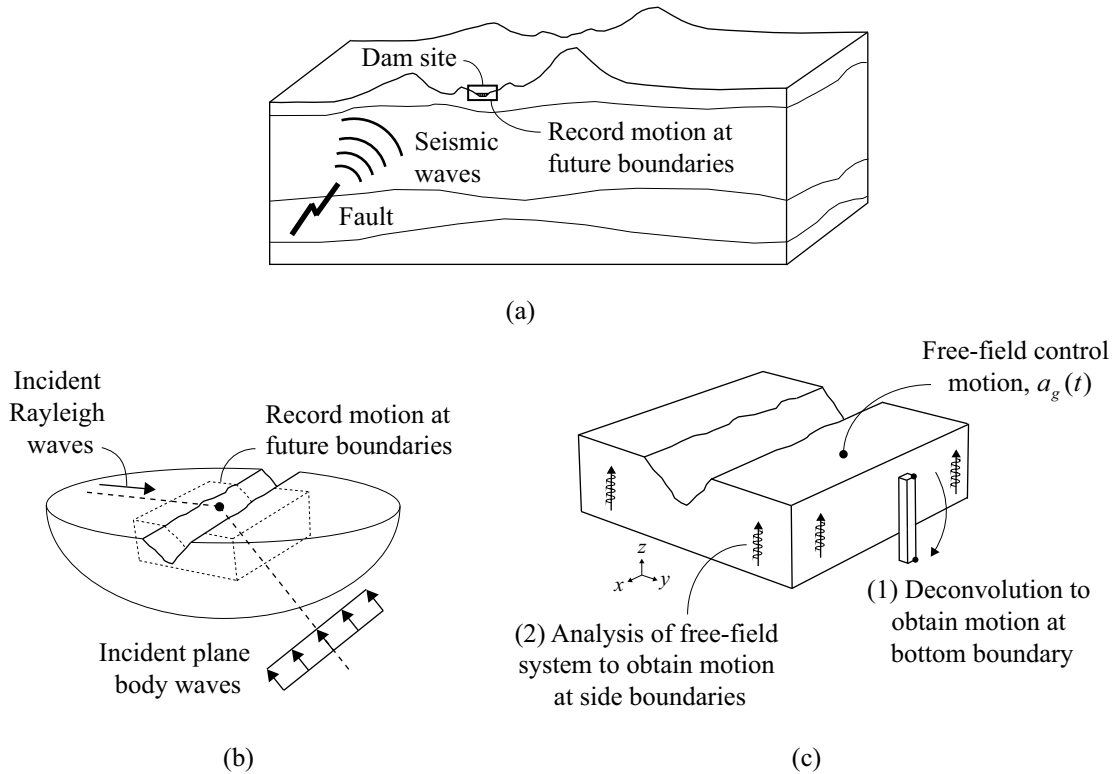 Dam site
Record motion at
future boundaries
Seismic
waves
Fault
(a)
Incident
Rayleigh
waves
Record motion at
future boundaries
Incident plane
body waves
(b)
Free-field control
motion, a_g (t)
z
x
y
(1) Deconvolution to
obtain motion at
bottom boundary
(2) Analysis of free-field
system to obtain motion
at side boundaries
(c)